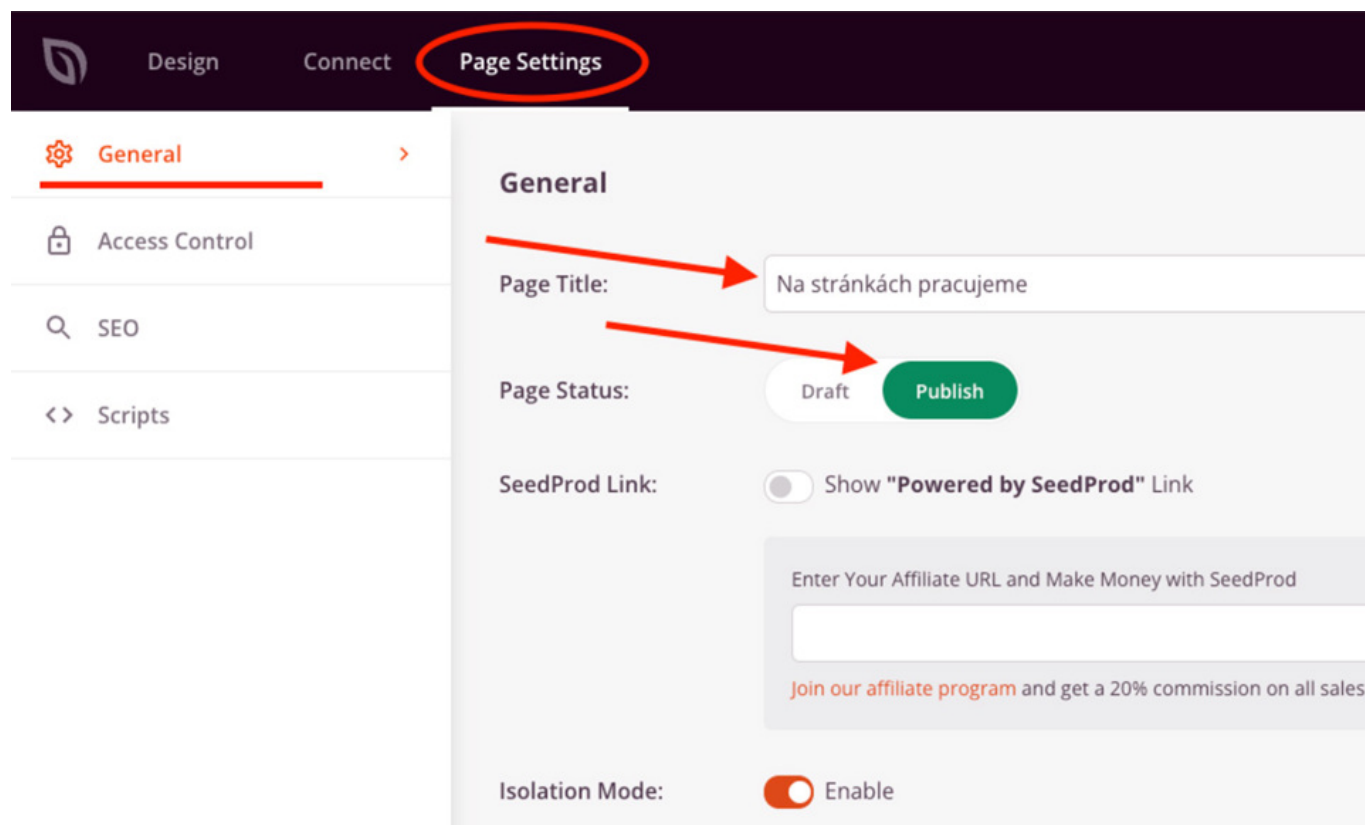 Design Connect Page Settings
General
Access Control
SEO
Scripts
General
Page Title: Na stránkách pracujeme
Page Status: Draft Publish
SeedProd Link: Show "Powered by SeedProd" Link
Enter Your Affiliate URL and Make Money with SeedProd
Join our affiliate program and get a 20% commission on all sales
Isolation Mode: Enable